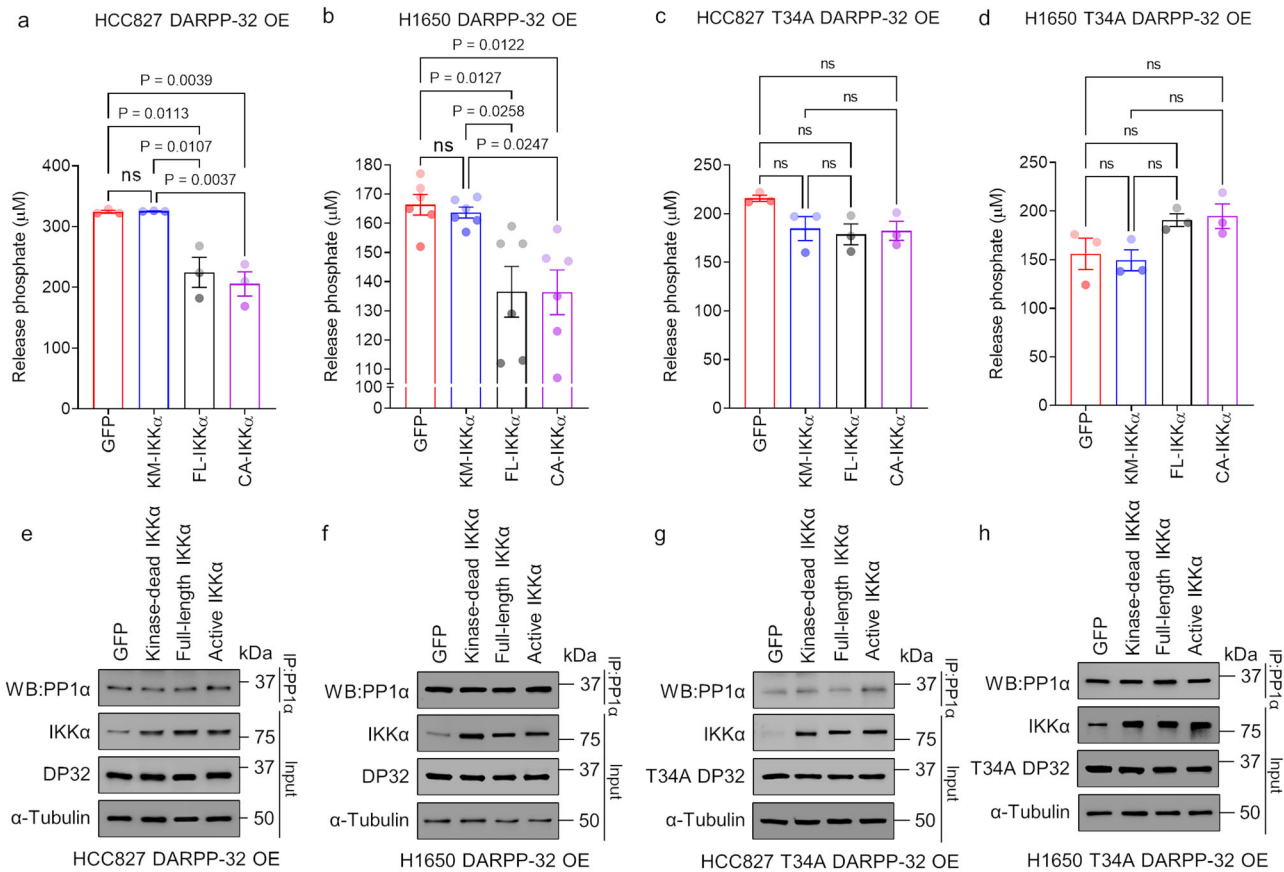 a
HCC827 DARPP-32 OE
P = 0.0039
P = 0.0113
P = 0.0107
ns
P = 0.0037
Release phosphate (μM)
400
300
200
100
0
GFP
KM-IKKα
FL-IKKα
CA-IKKα
b
H1650 DARPP-32 OE
P = 0.0122
P = 0.0127
P = 0.0258
ns
P = 0.0247
Release phosphate (μM)
180
170
160
150
140
130
120
110
100
0
GFP
KM-IKKα
FL-IKKα
CA-IKKα
c
HCC827 T34A DARPP-32 OE
ns
ns
ns
ns
ns
Release phosphate (μM)
250
200
150
100
50
0
GFP
KM-IKKα
FL-IKKα
CA-IKKα
d
H1650 T34A DARPP-32 OE
ns
ns
ns
ns
ns
Release phosphate (μM)
250
200
150
100
50
0
GFP
KM-IKKα
FL-IKKα
CA-IKKα
e
GFP
Kinase-dead IKKα
Full-length IKKα
Active IKKα
kDa
WB:PP1α
37
IKKα
75
DP32
37
α-Tubulin
50
IP:PP1α
Input
HCC827 DARPP-32 OE
f
GFP
Kinase-dead IKKα
Full-length IKKα
Active IKKα
kDa
WB:PP1α
37
IKKα
75
DP32
37
α-Tubulin
50
IP:PP1α
Input
H1650 DARPP-32 OE
g
GFP
Kinase-dead IKKα
Full-length IKKα
Active IKKα
kDa
WB:PP1α
37
IKKα
75
T34A DP32
37
α-Tubulin
50
IP:PP1α
Input
HCC827 T34A DARPP-32 OE
h
GFP
Kinase-dead IKKα
Full-length IKKα
Active IKKα
kDa
WB:PP1α
37
IKKα
75
T34A DP32
37
α-Tubulin
50
IP:PP1α
Input
H1650 T34A DARPP-32 OE